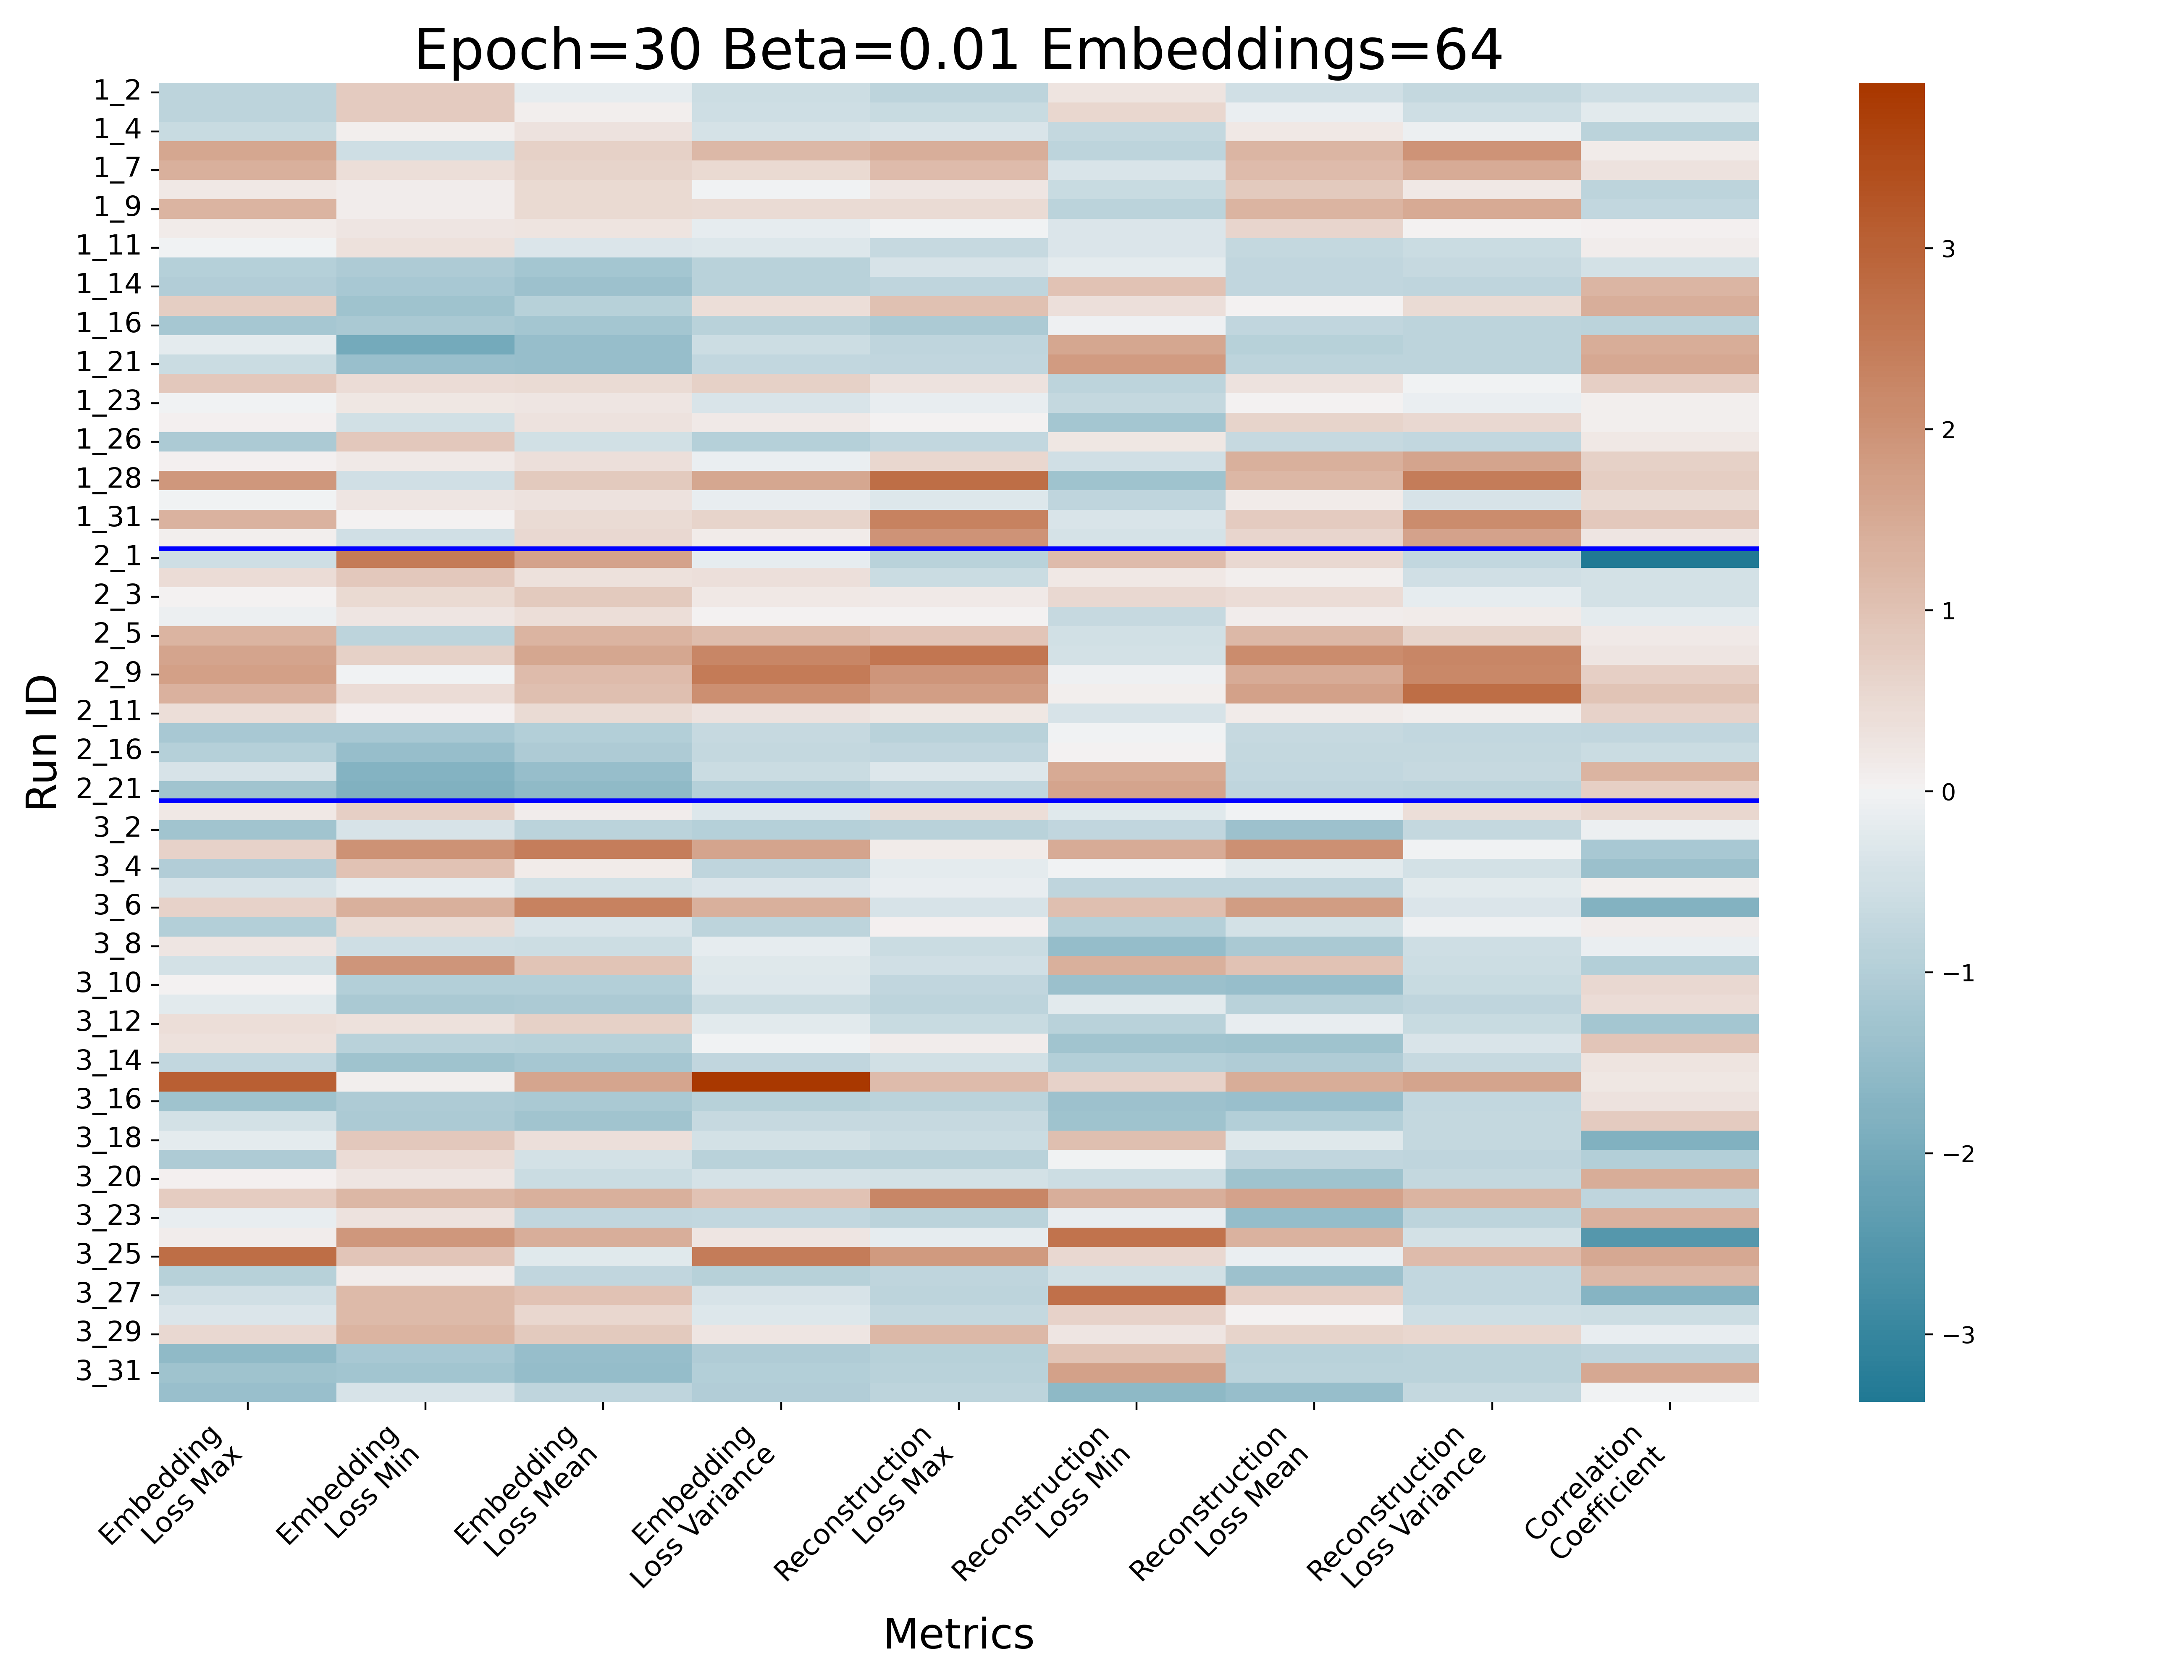 Epoch=30 Beta=0.01 Embeddings=64
1_2
1_4
1_7
1_9
1_11
1_14
1_16
1_21
1_23
1_26
1_28
1_31
2_1
2_3
2_5
2_9
2_11
2_16
2_21
3_2
3_4
3_6
3_8
3_10
3_12
3_14
3_16
3_18
3_20
3_23
3_25
3_27
3_29
3_31
Run ID
Embedding
Loss Max
Embedding
Loss Min
Embedding
Loss Mean
Embedding
Loss Variance
Reconstruction
Loss Max
Reconstruction
Loss Min
Reconstruction
Loss Mean
Reconstruction
Loss Variance
Correlation
Coefficient
Metrics
3
2
1
0
−1
−2
−3